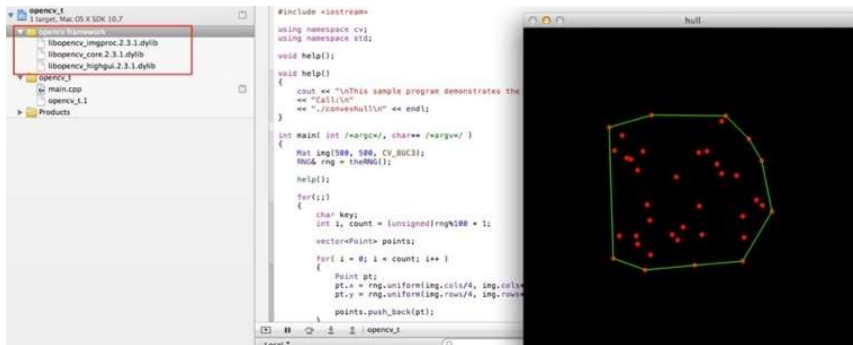 opencv_t
1 target, Mac OS X SDK 10.7
opencv framework
libopencv_imgproc.2.3.1.dylib
libopencv_core.2.3.1.dylib
libopencv_highgui.2.3.1.dylib
opencv_t
main.cpp
opencv_t.1
Products
#include <iostream>
using namespace cv;
using namespace std;
void help();
void help()
{
cout << "\nThis sample program demonstrates the
<< "Call:\n"
<< "./convexhull\n" << endl;
}
int main( int /*argc*/, char** /*argv*/ )
{
Mat img(500, 500, CV_8UC3);
RNG& rng = theRNG();
help();
for(;;)
{
char key;
int i, count = (unsigned)rng%100 + 1;
vector<Point> points;
for( i = 0; i < count; i++ )
{
Point pt;
pt.x = rng.uniform(img.cols/4, img.cols*
pt.y = rng.uniform(img.rows/4, img.rows*
points.push_back(pt);
}
opencv_t
Local
hull